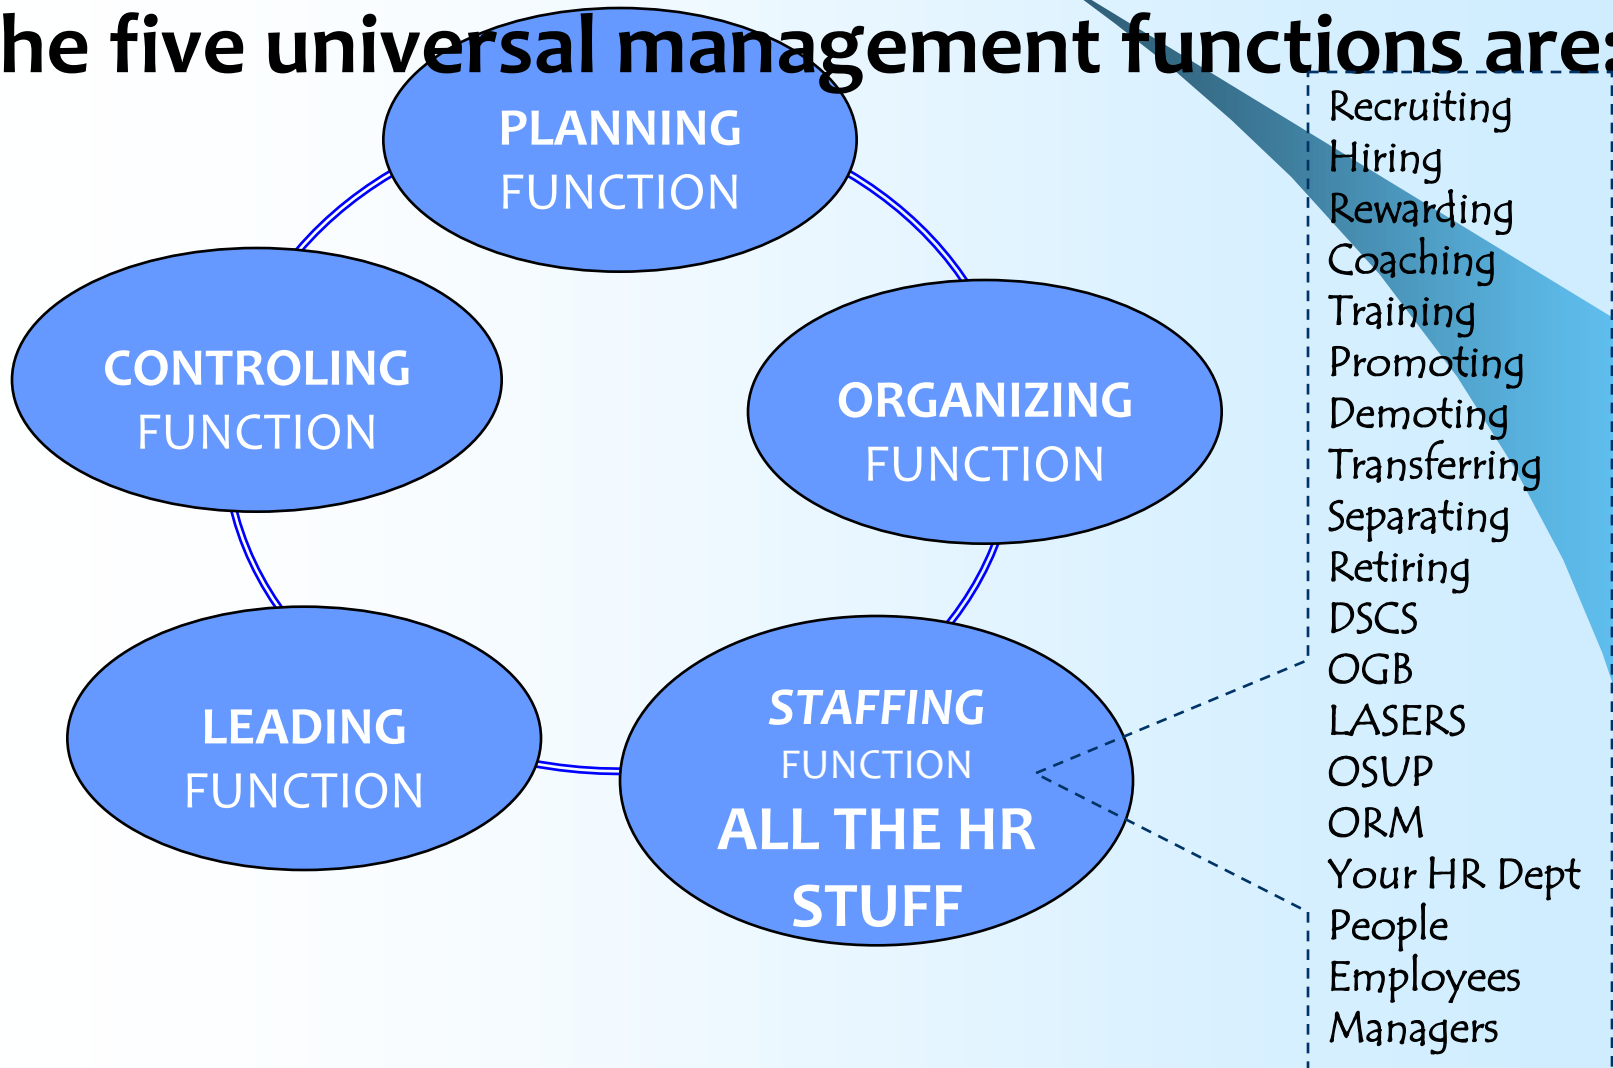 he five universal management functions are:
PLANNING
FUNCTION
CONTROLING
FUNCTION
ORGANIZING
FUNCTION
LEADING
FUNCTION
STAFFING
FUNCTION
ALL THE HR
STUFF
Recruiting
Hiring
Rewarding
Coaching
Training
Promoting
Demoting
Transferring
Separating
Retiring
DSCS
OGB
LASERS
OSUP
ORM
Your HR Dept
People
Employees
Managers